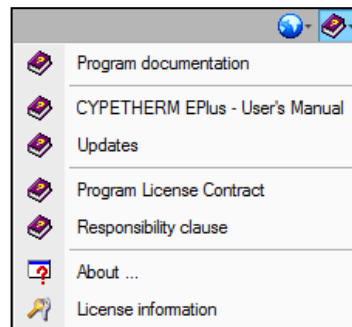 Program documentation
CYPETHERM EPlus - User's Manual
Updates
Program License Contract
Responsibility clause
About ...
License information